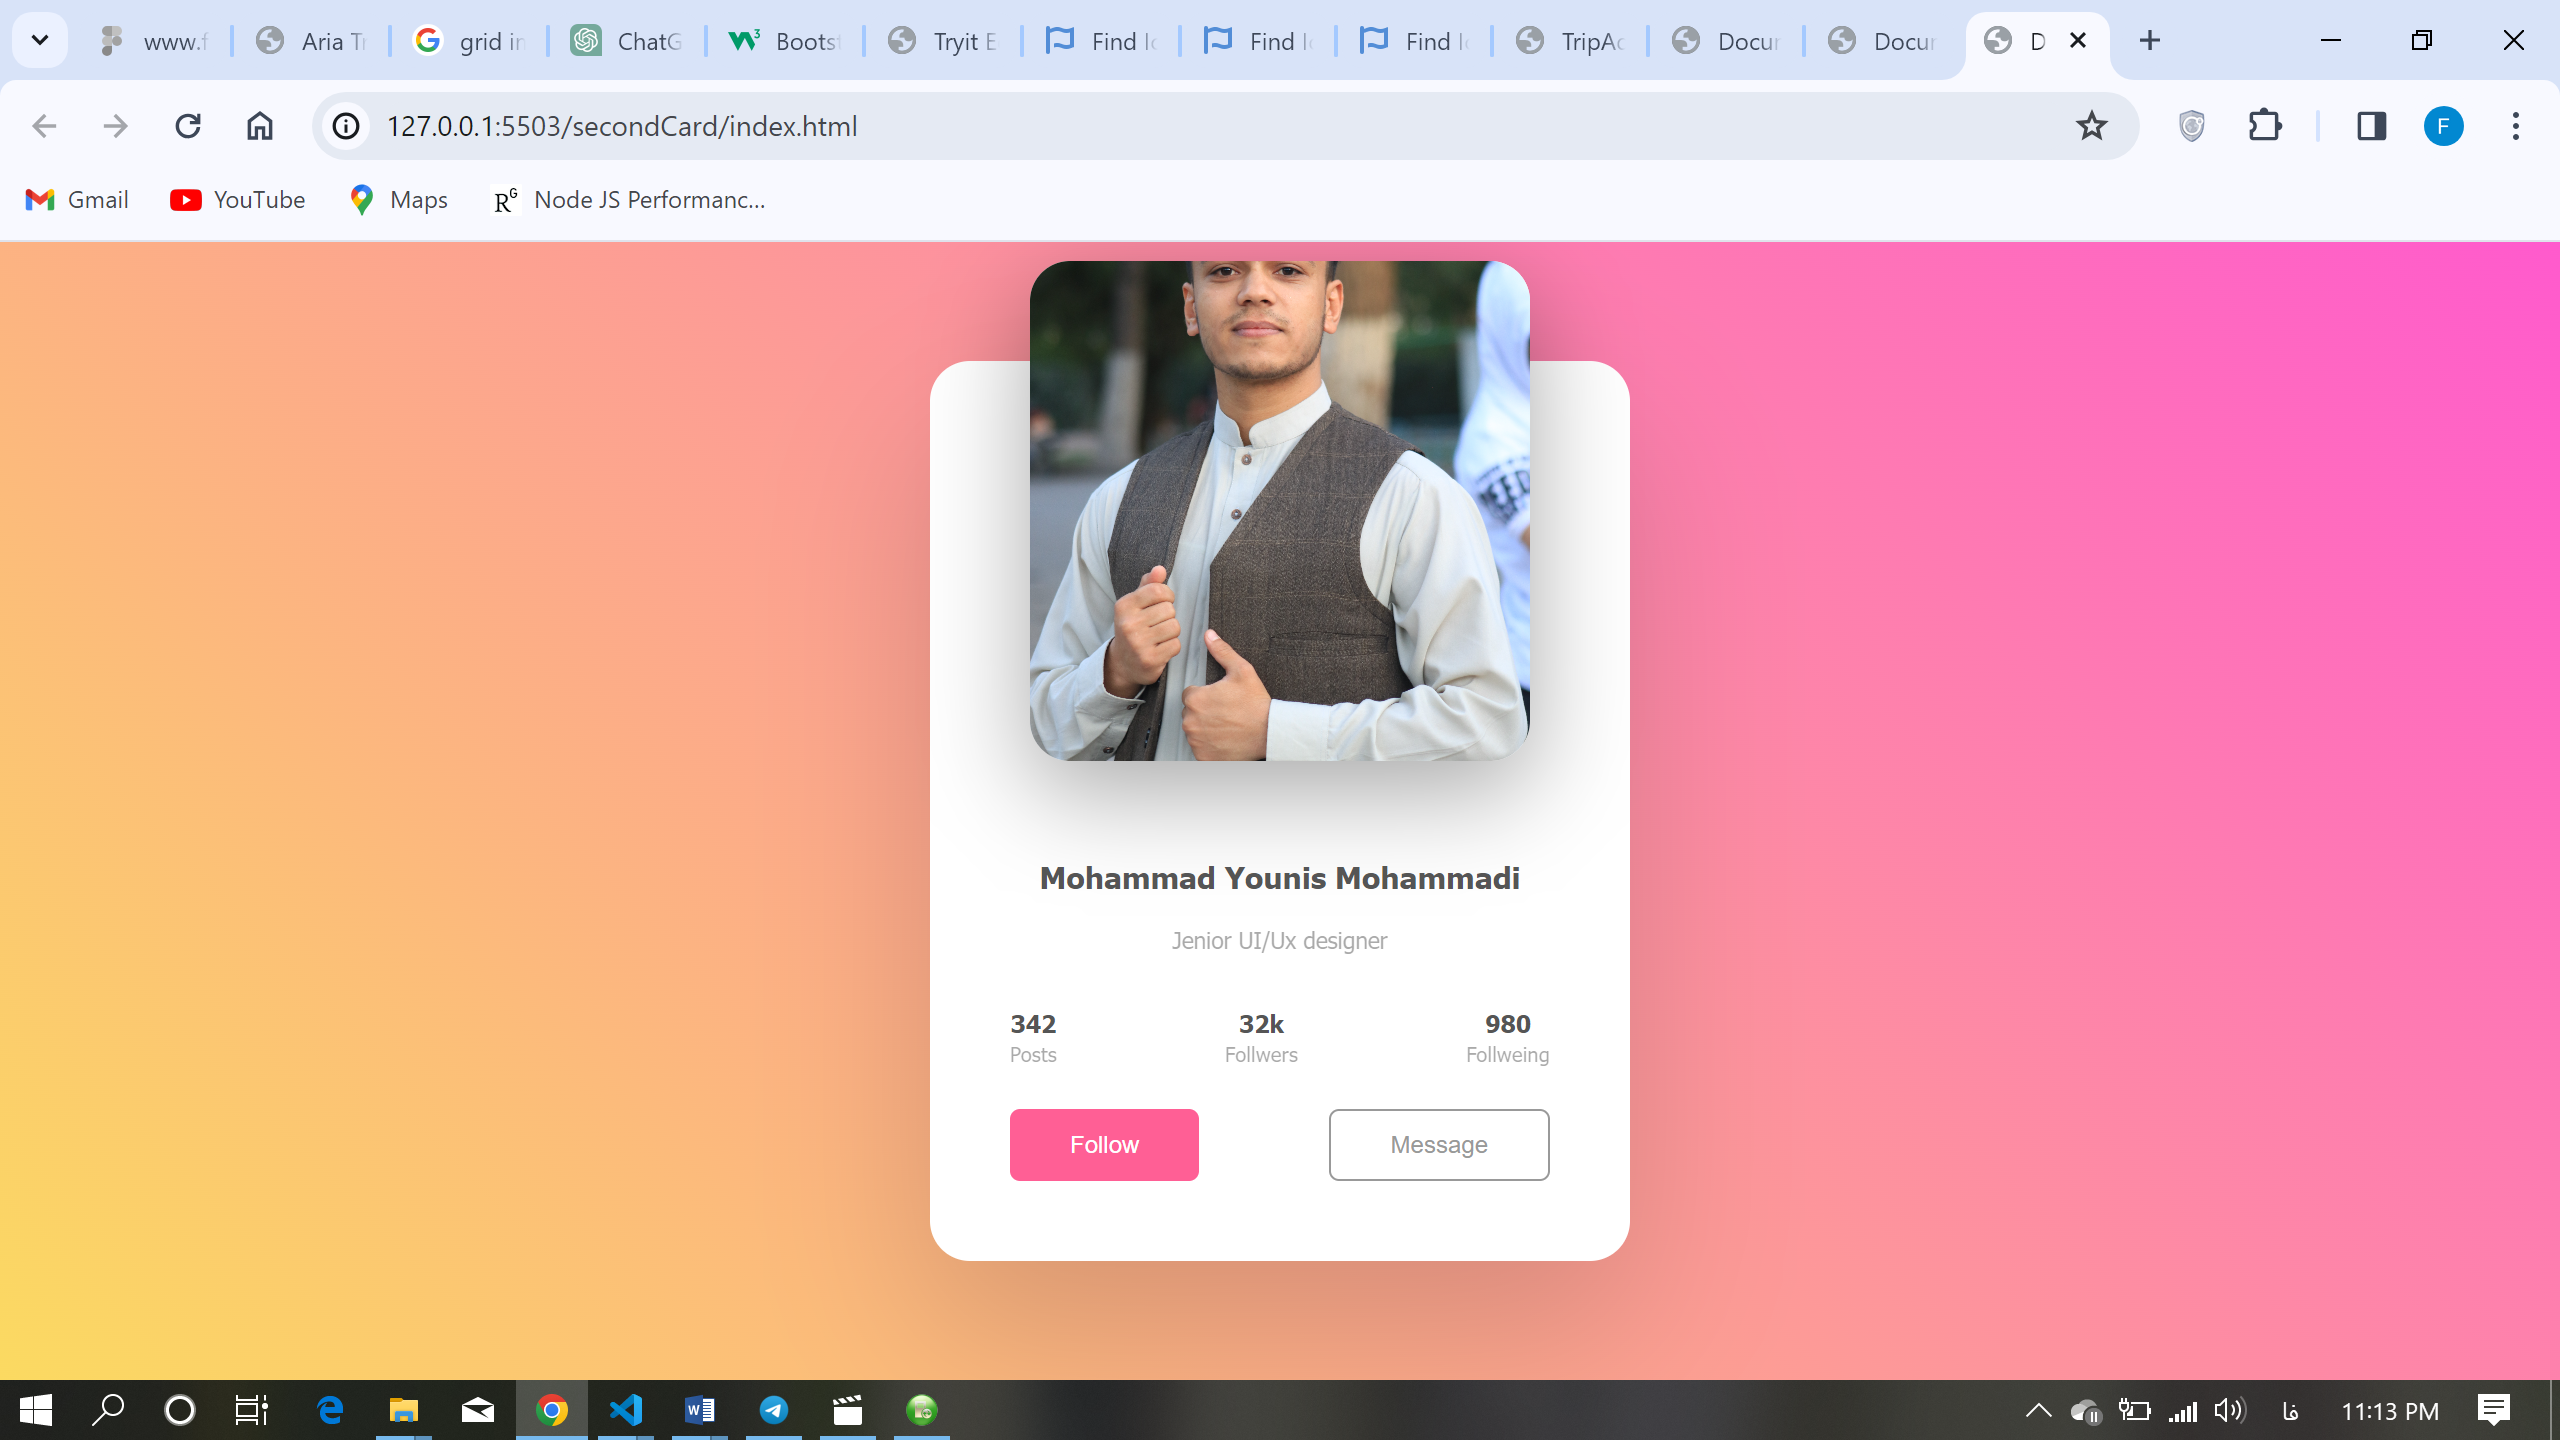 www.f
Aria Tr
grid in
ChatG
Boots
Tryit E
Find Ic
Find Ic
Find Ic
TripAc
Docur
Docur
D
127.0.0.1:5503/secondCard/index.html
F
Gmail
YouTube
Maps
RG
Node JS Performanc...
Mohammad Younis Mohammadi
Jenior UI/Ux designer
342
32k
980
Posts
Follwers
Follweing
Follow
Message
فا
11:13 PM